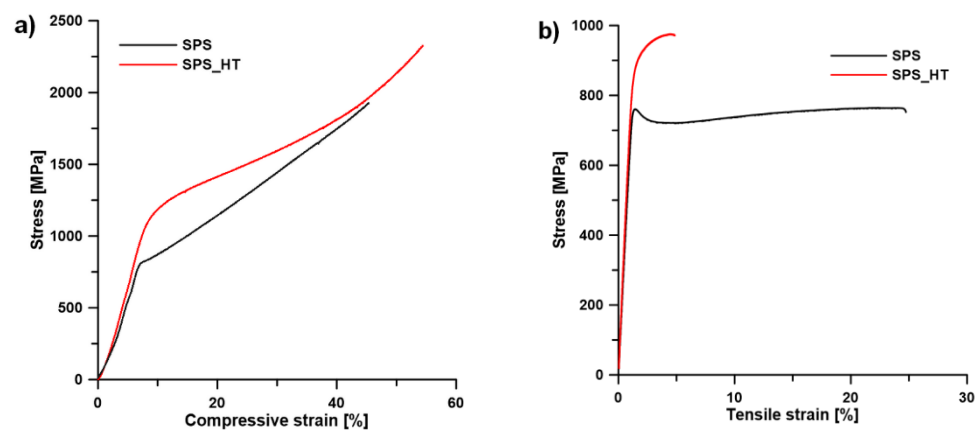 a)
SPS
SPS_HT
2500
2000
1500
1000
500
0
0
20
40
60
Stress [MPa]
Compressive strain [%]
b)
SPS
SPS_HT
1000
800
600
400
200
0
0
10
20
30
Stress [MPa]
Tensile strain [%]